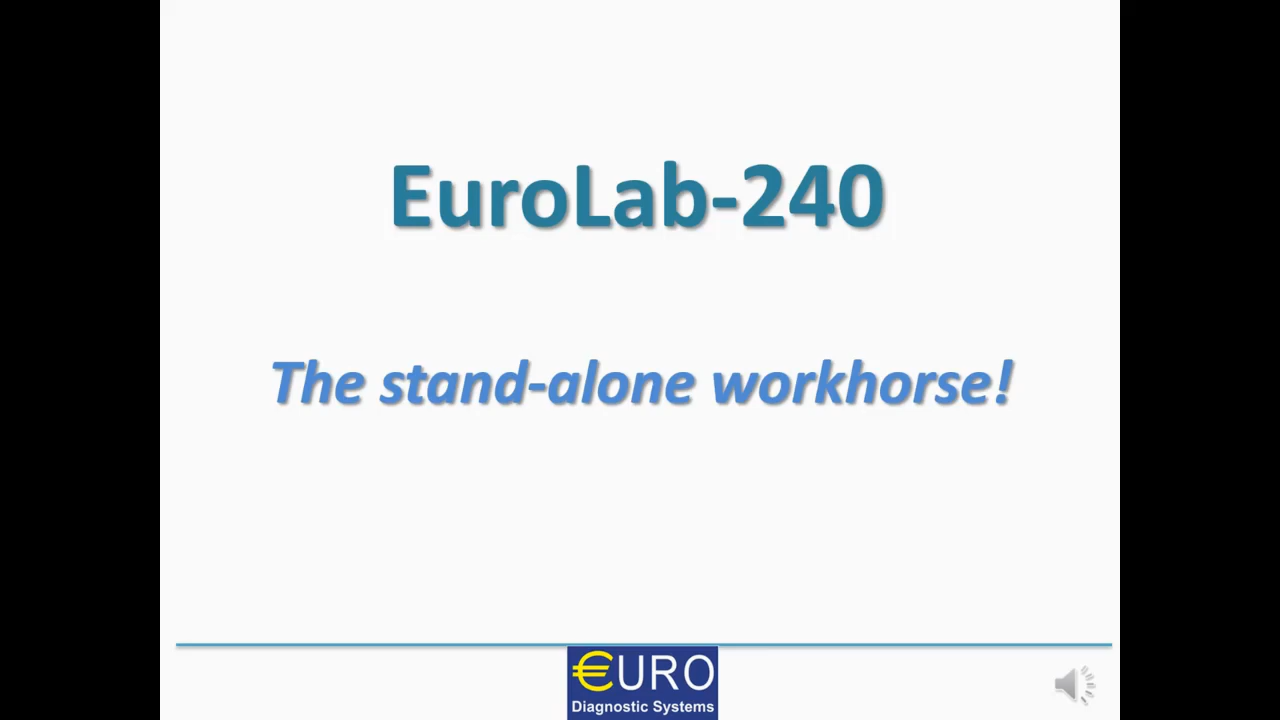 EuroLab-240
The stand-alone workhorse!
€URO
Diagnostic Systems